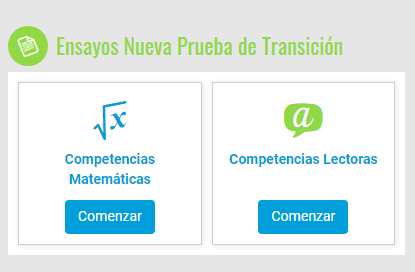 Ensayos Nueva Prueba de Transición
√x
Competencias
Matemáticas
Comenzar
a
Competencias Lectoras
Comenzar